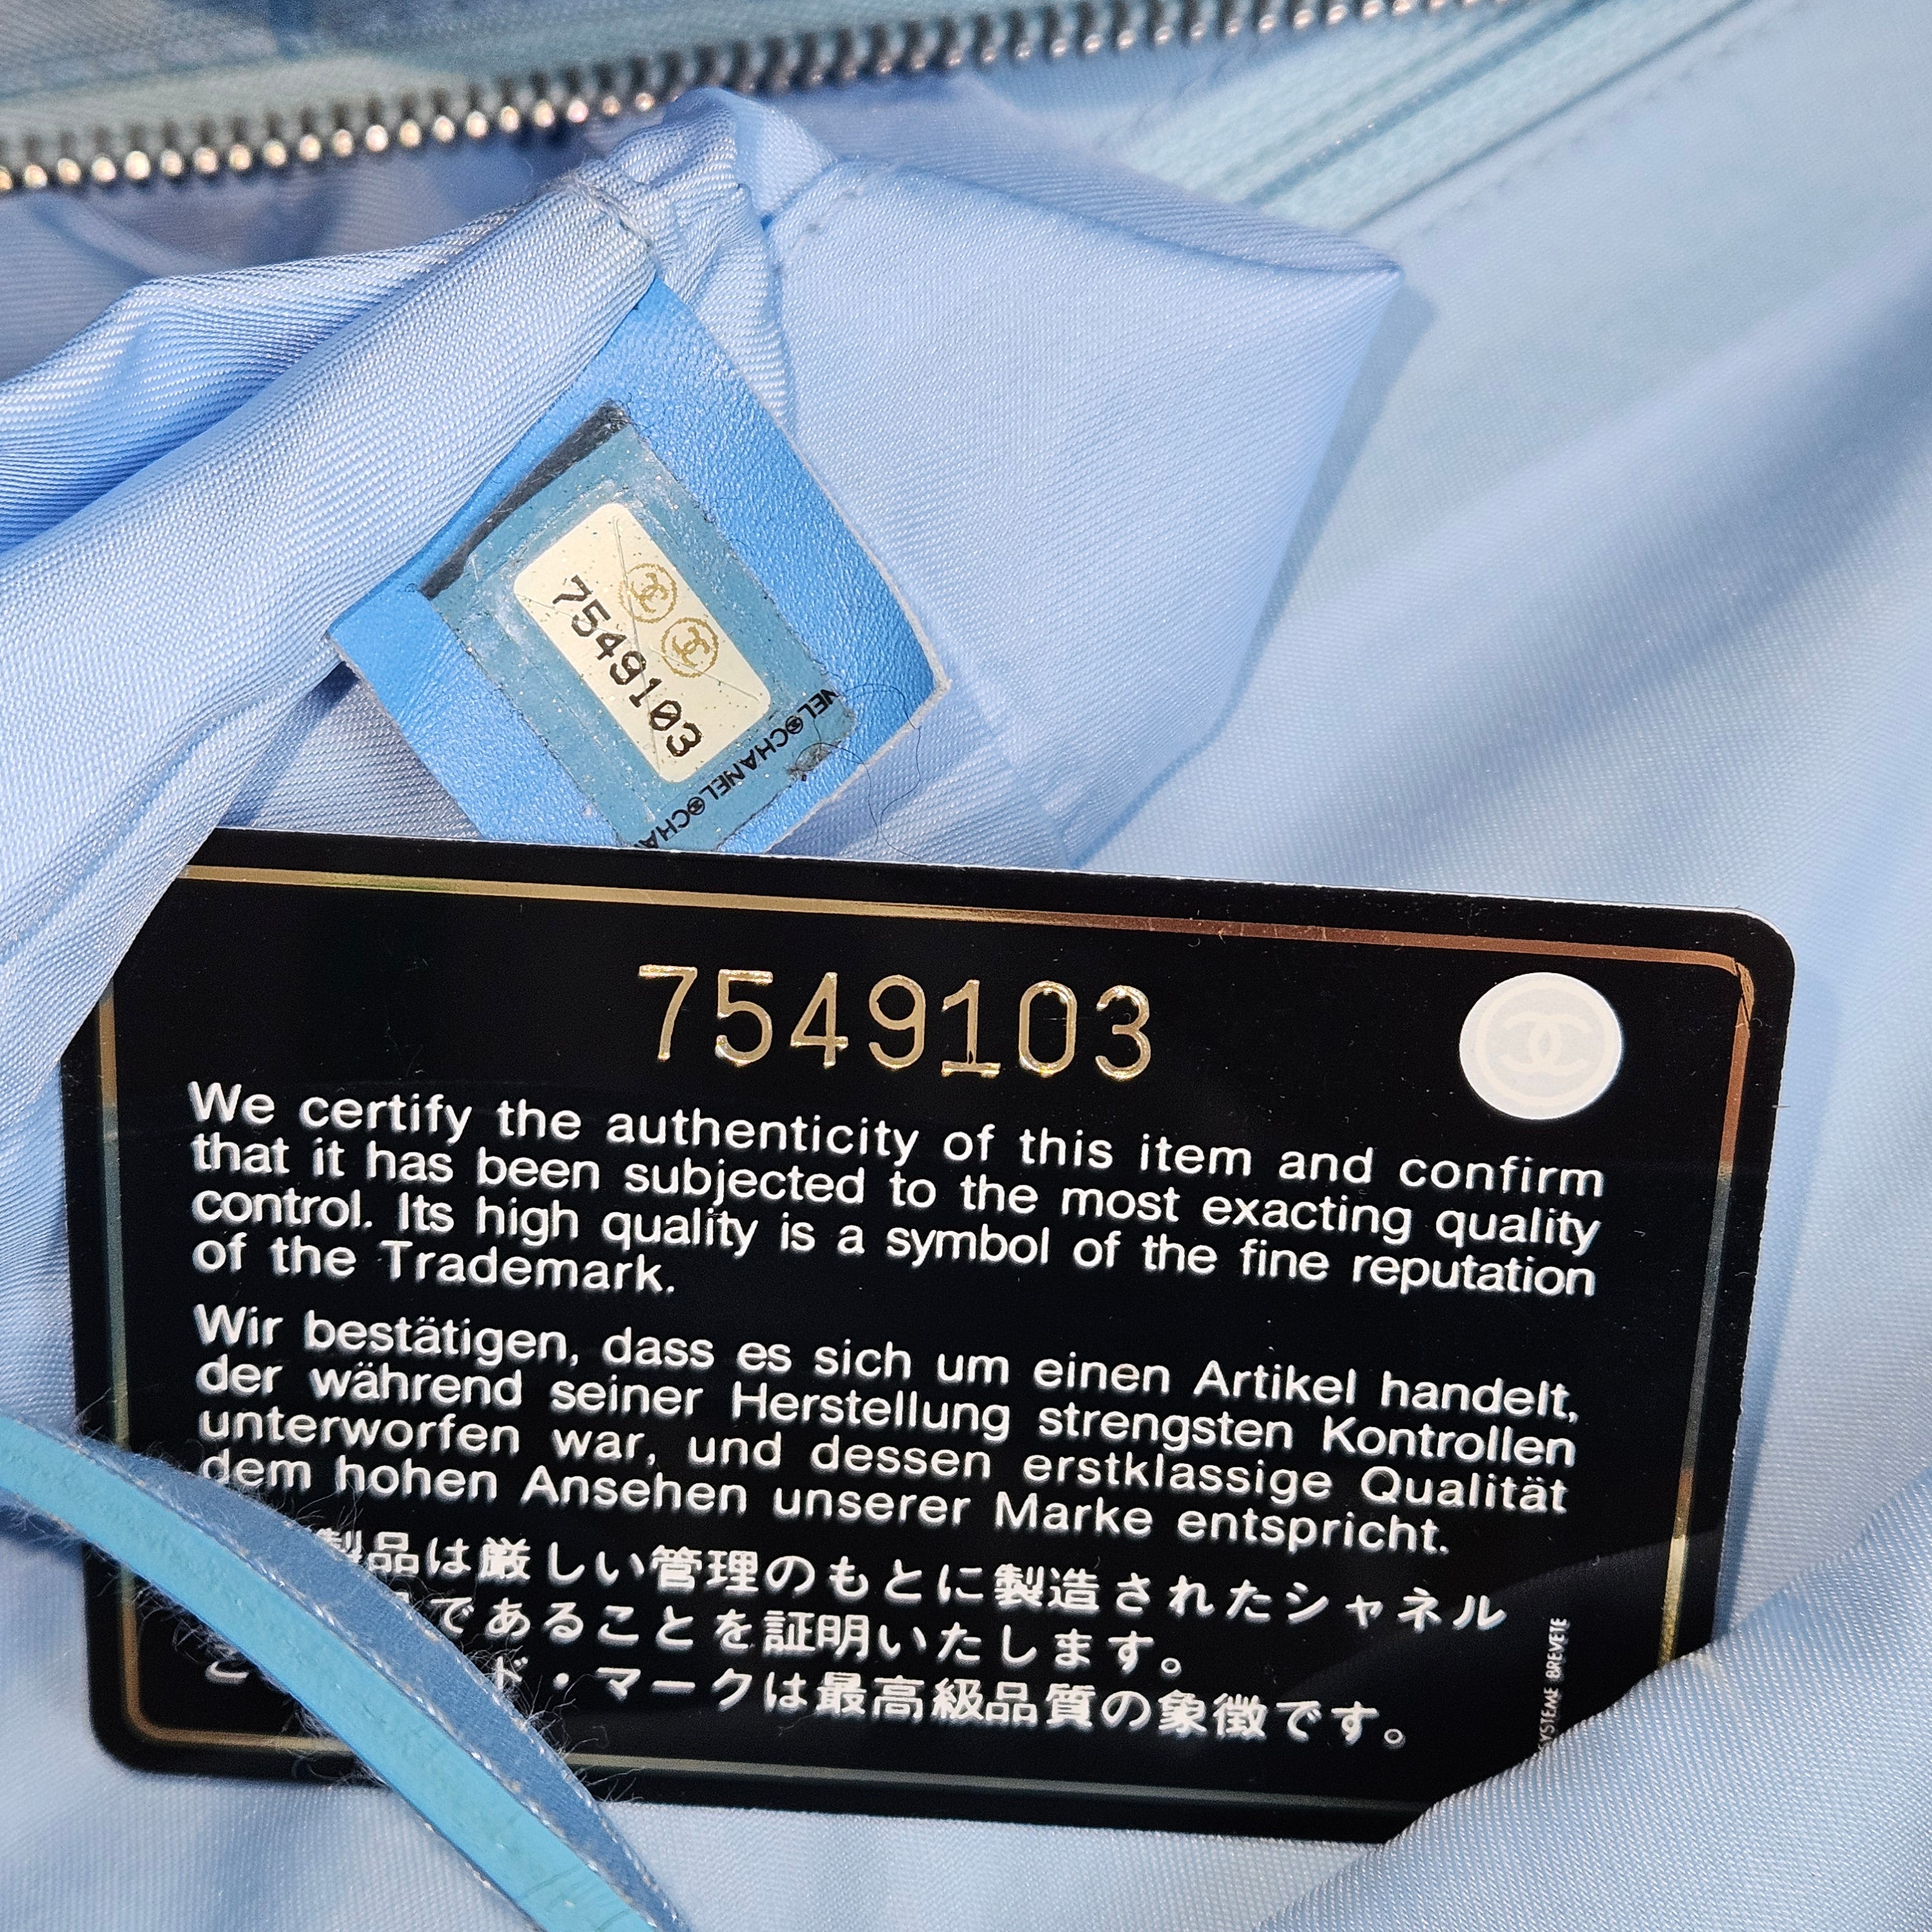 7549103
CHANEL CHA
7549103
We certify the authenticity of this item and confirm
that it has been subjected to the most exacting quality
control. Its high quality is a symbol of the fine reputation
of the Trademark.
Wir bestätigen, dass es sich um einen Artikel handelt,
der während seiner Herstellung strengsten Kontrollen
unterworfen war, und dessen erstklassige Qualität
dem hohen Ansehen unserer Marke entspricht.
製品は厳しい管理のもとに製造されたシャネル
であることを証明いたします。
ド・マークは最高級品質の象徴です。
SYSTEME BREVETE